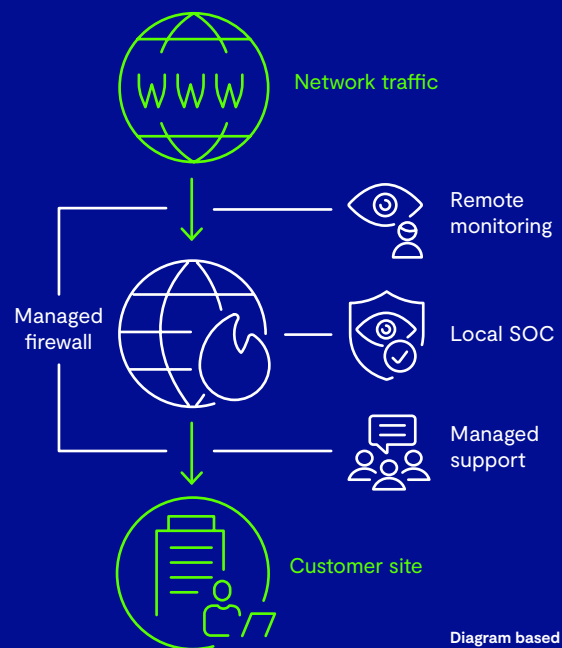 WWW
Network traffic
Remote
monitoring
Managed
firewall
Local SOC
Managed
support
Customer site
Diagram based